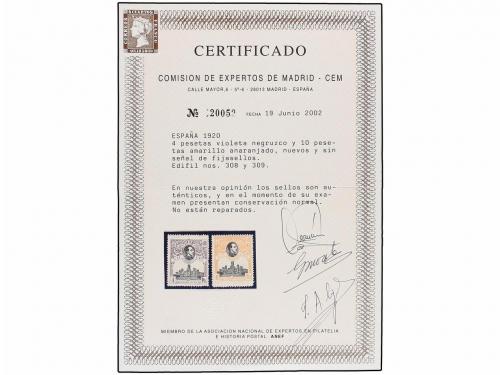 CERTIFICADO
COMISION DE EXPERTOS DE MADRID - CEM
CALLE MAYOR, 6 - 5º-6 - 28013 MADRID - ESPAÑA
№ 20059 FECHA 19 Junio 2002
ESPAÑA 1920
4 pesetas violeta negruzco y 10 pese-
tas amarillo anaranjado, nuevos y sin
señal de fijasellos.
Edifil nos. 308 y 309.
En nuestra opinión los sellos son au-
ténticos, y en el momento de su exa-
men presentan conservación normal.
No están reparados.
MIEMBRO DE LA ASOCIACION NACIONAL DE EXPERTOS EN FILATELIA
E HISTORIA POSTAL ANEF